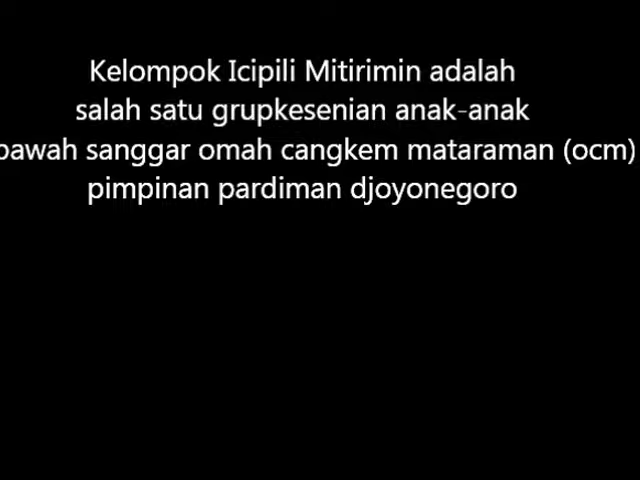 Kelompok Icipili Mitirimin adalah
salah satu grupkesenian anak-anak
bawah sanggar omah cangkem mataraman (ocm)
pimpinan pardiman djoyonegoro